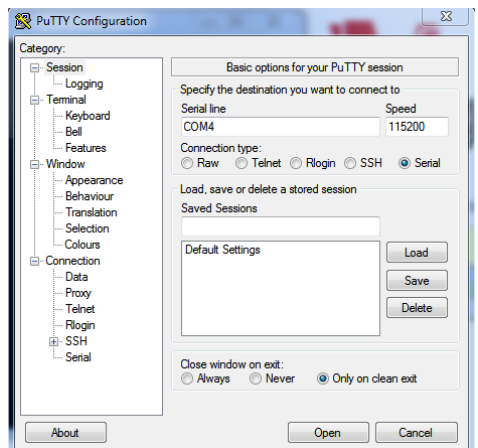 PuTTY Configuration
Category:
Session
Logging
Terminal
Keyboard
Bell
Features
Window
Appearance
Behaviour
Translation
Selection
Colours
Connection
Data
Proxy
Telnet
Rlogin
SSH
Serial
Basic options for your PuTTY session
Specify the destination you want to connect to
Serial line Speed
COM4 115200
Connection type:
Raw Telnet Rlogin SSH Serial
Load, save or delete a stored session
Saved Sessions
Default Settings
Load
Save
Delete
Close window on exit:
Always Never Only on clean exit
About Open Cancel